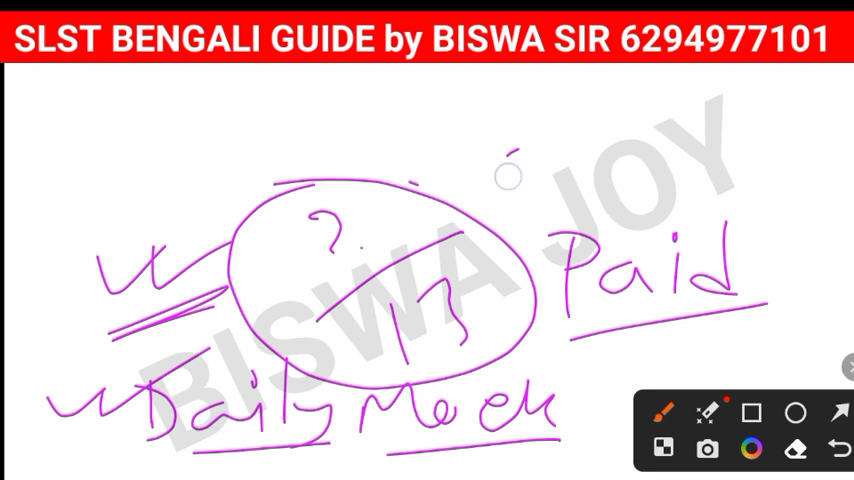 SLST BENGALI GUIDE by BISWA SIR 6294977101
BISWA JOY
?
13
Paid
Daily Mock